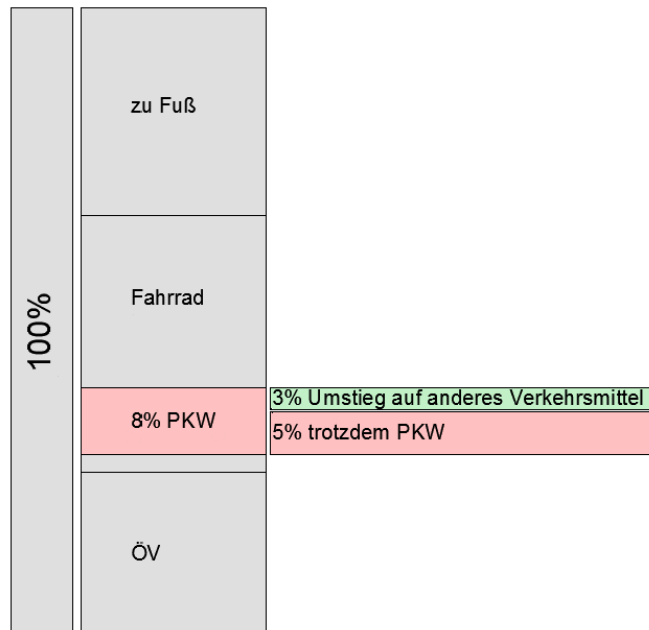 zu Fuß
Fahrrad
100%
3% Umstieg auf anderes Verkehrsmittel
8% PKW
5% trotzdem PKW
ÖV